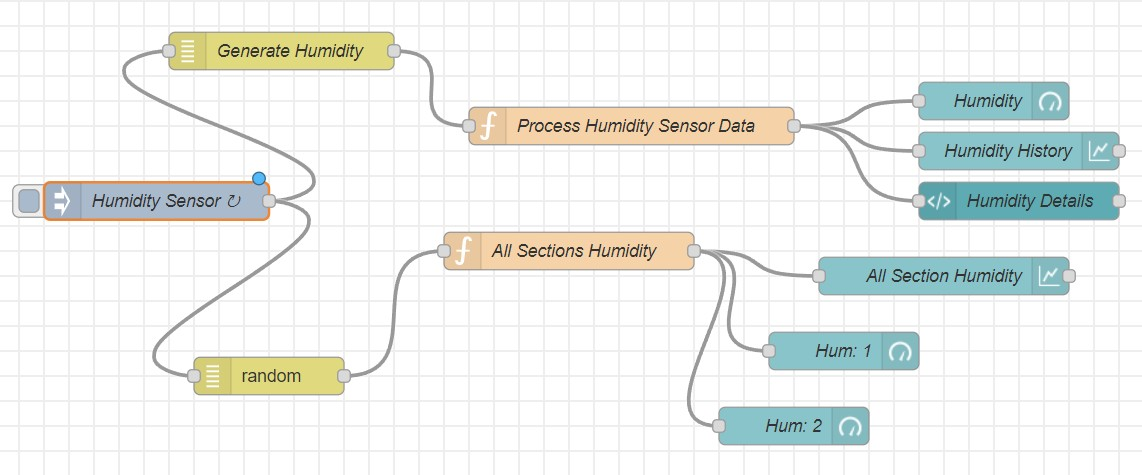 Generate Humidity
Process Humidity Sensor Data
Humidity
Humidity History
Humidity Details
Humidity Sensor ↻
All Sections Humidity
All Section Humidity
Hum: 1
random
Hum: 2